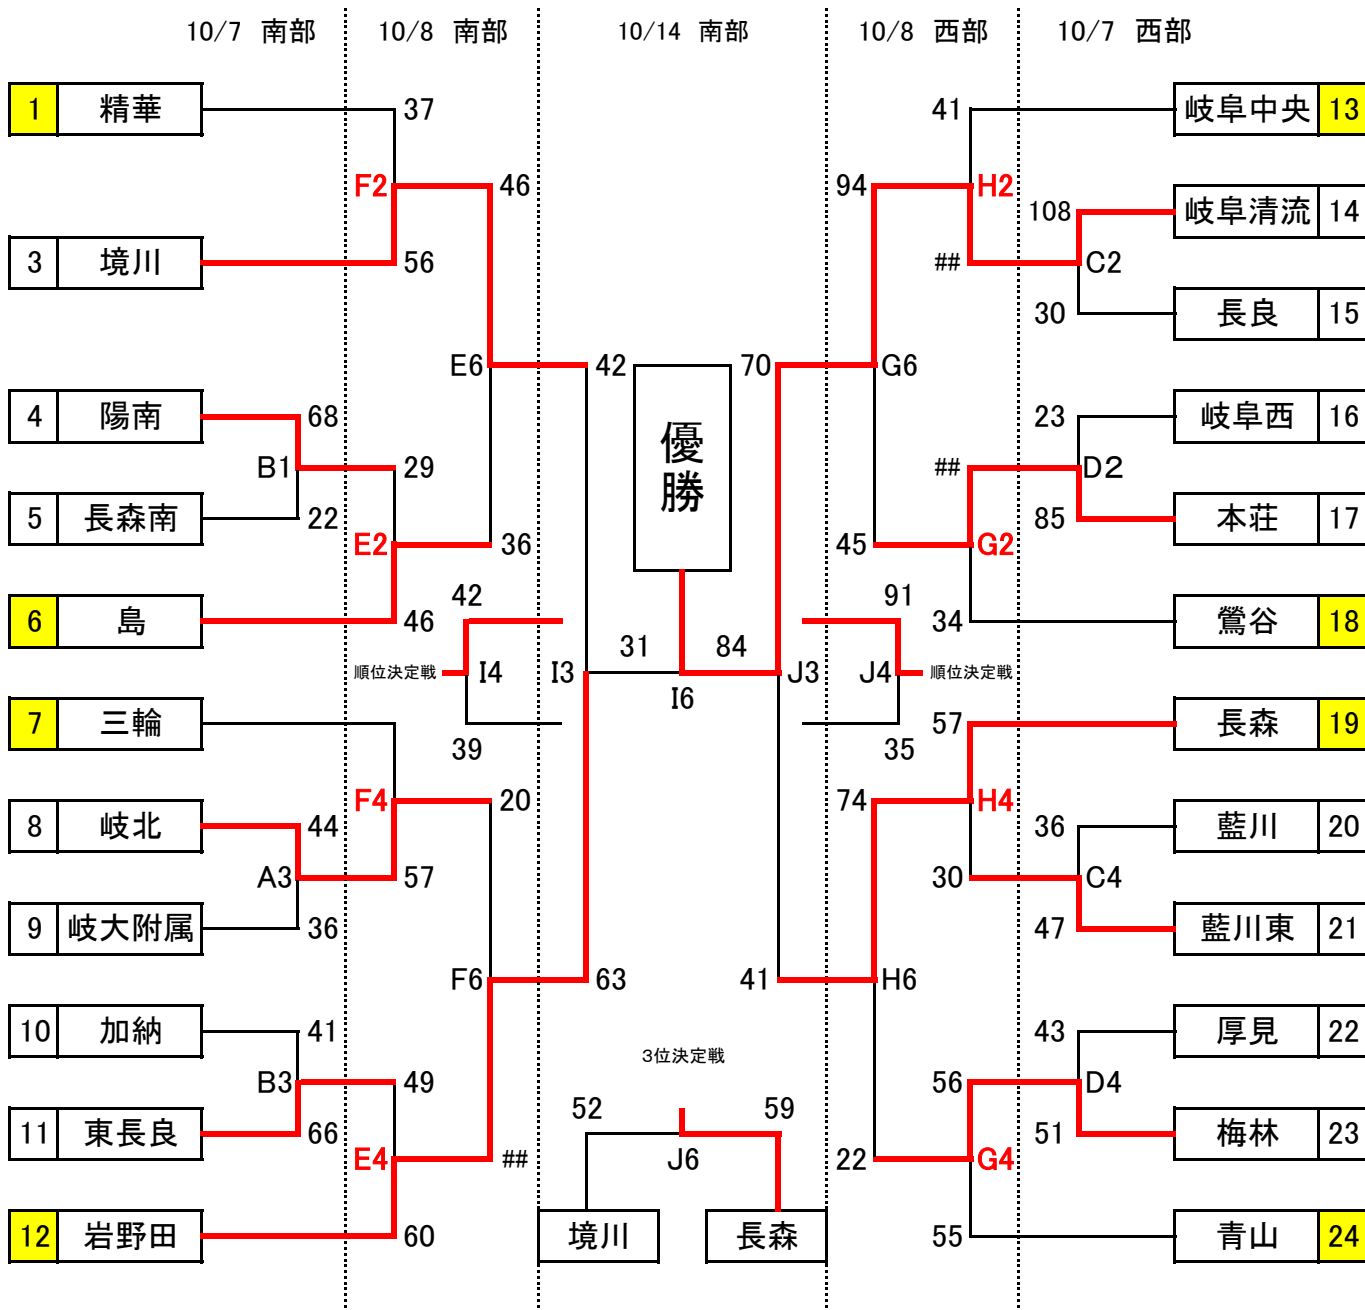 10/7 南部 10/8 南部 10/14 南部 10/8 西部 10/7 西部
1 精華 37 41 岐阜中央 13
F2 46 94 H2
108 岐阜清流 14
3 境川 56 ## C2
30 長良 15
E6 42 70 G6
4 陽南 68 23 岐阜西 16
優勝
B1 29 ## D2
5 長森南 22 85 本荘 17
E2 36 45 G2
42 91
6 島 46 34 鶯谷 18
31 84
順位決定戦 I4 I3 J3 J4 順位決定戦
I6
7 三輪 57 長森 19
39 35
F4 20 74 H4
8 岐北 44 36 藍川 20
A3 57 30 C4
9 岐大附属 36 47 藍川東 21
F6 63 41 H6
10 加納 41 43 厚見 22
3位決定戦
B3 49 56 D4
52 59
11 東長良 66 51 梅林 23
E4 ## J6 22 G4
12 岩野田 60 境川 長森 55 青山 24